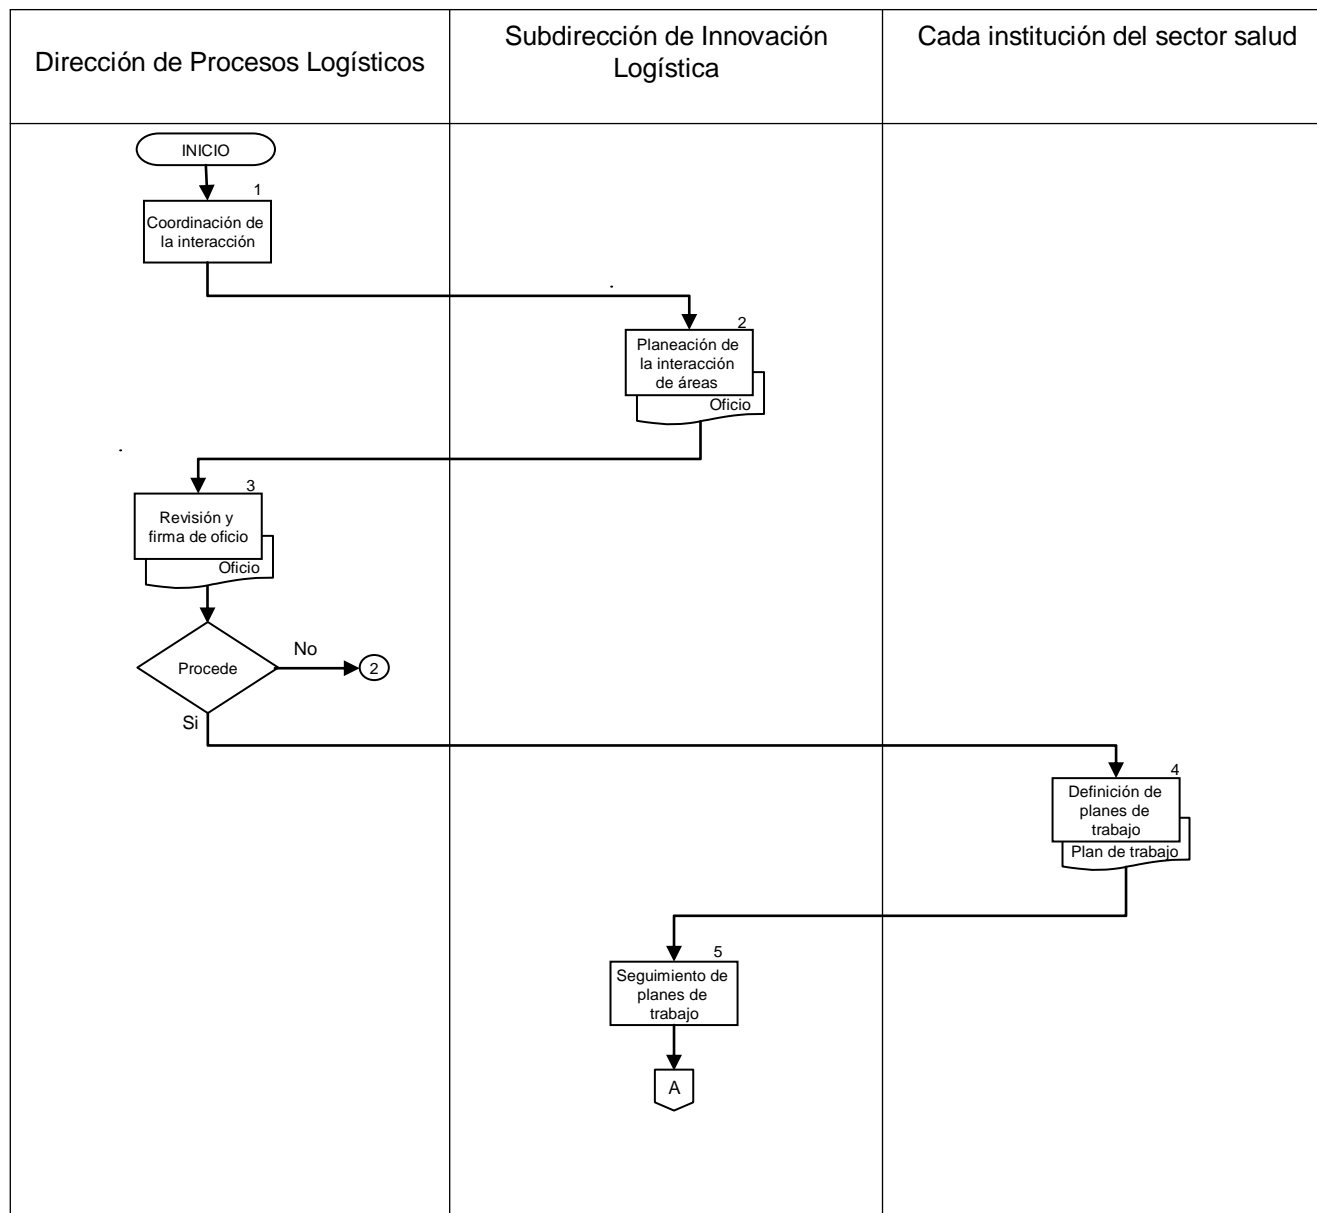 Dirección de Procesos Logísticos
Subdirección de Innovación
Logística
Cada institución del sector salud
INICIO
1
Coordinación de
la interacción
2
Planeación de
la interacción
de áreas
Oficio
3
Revisión y
firma de oficio
Oficio
Procede
No
2
Si
4
Definición de
planes de
trabajo
Plan de trabajo
5
Seguimiento de
planes de
trabajo
A